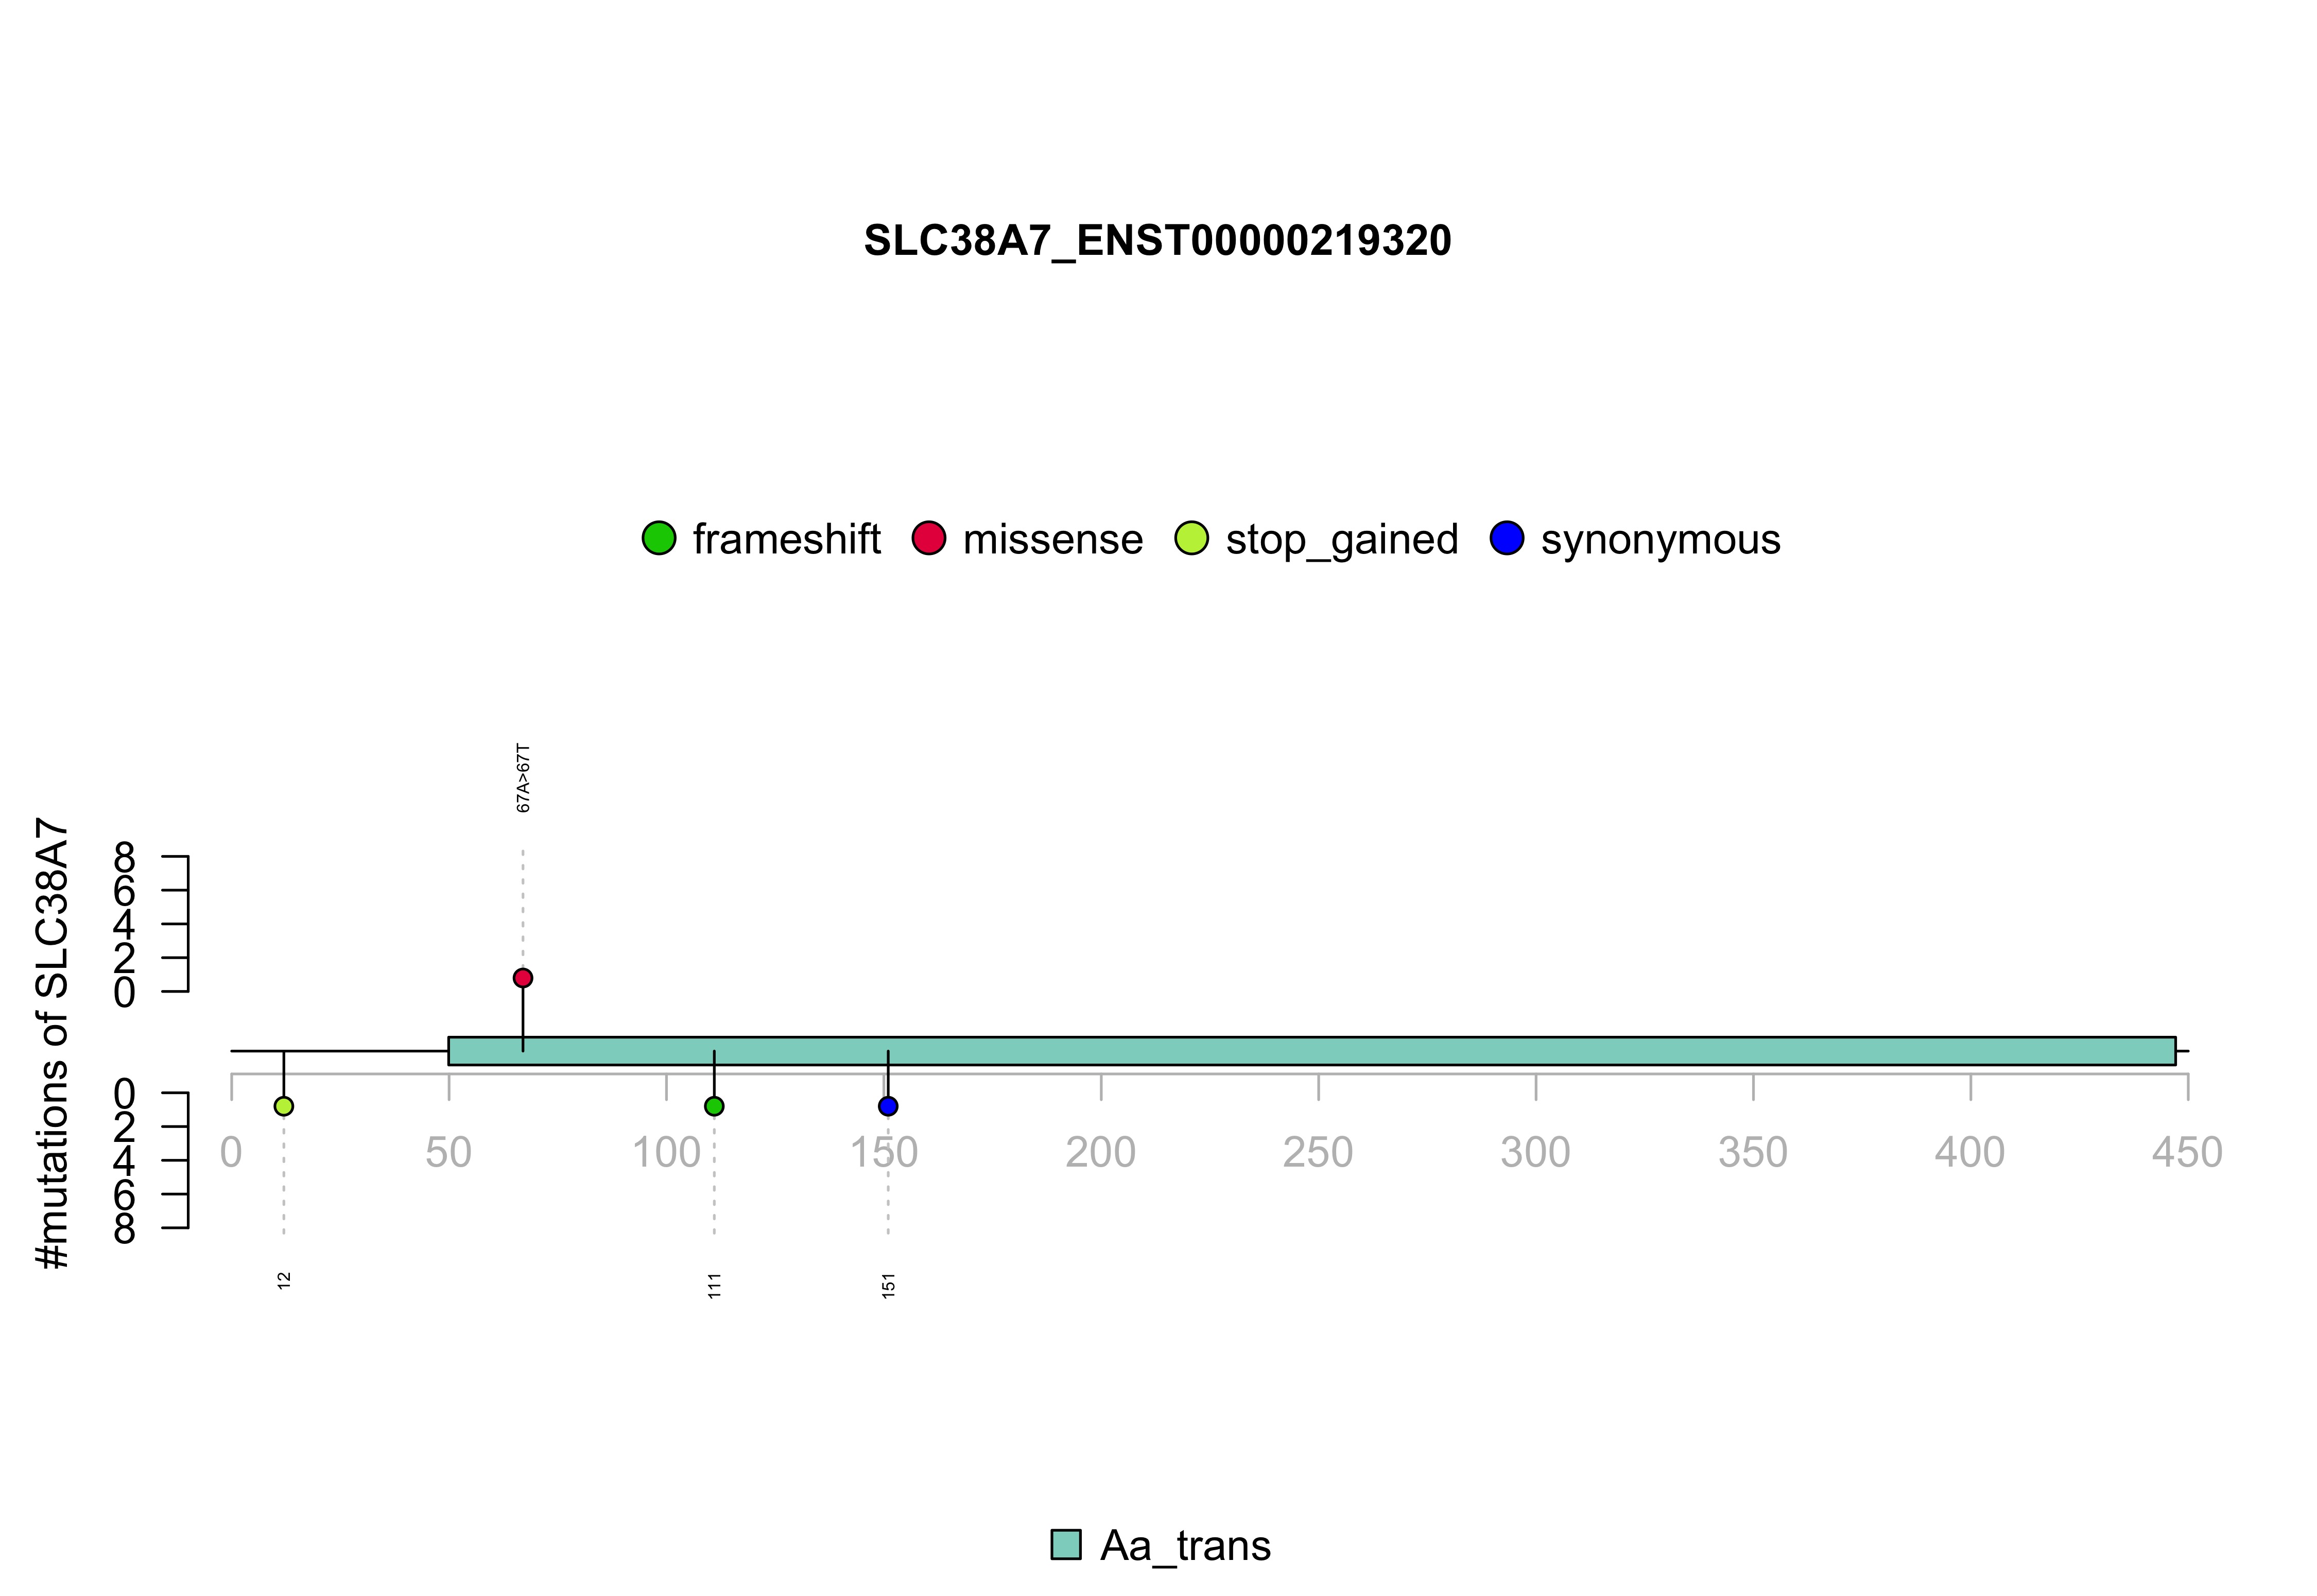 SLC38A7_ENST00000219320
frameshift missense stop_gained synonymous
67A>67T
#mutations of SLC38A7
8
6
4
2
0
0
2
4
6
8
0 50 100 150 200 250 300 350 400 450
12 111 151
Aa_trans